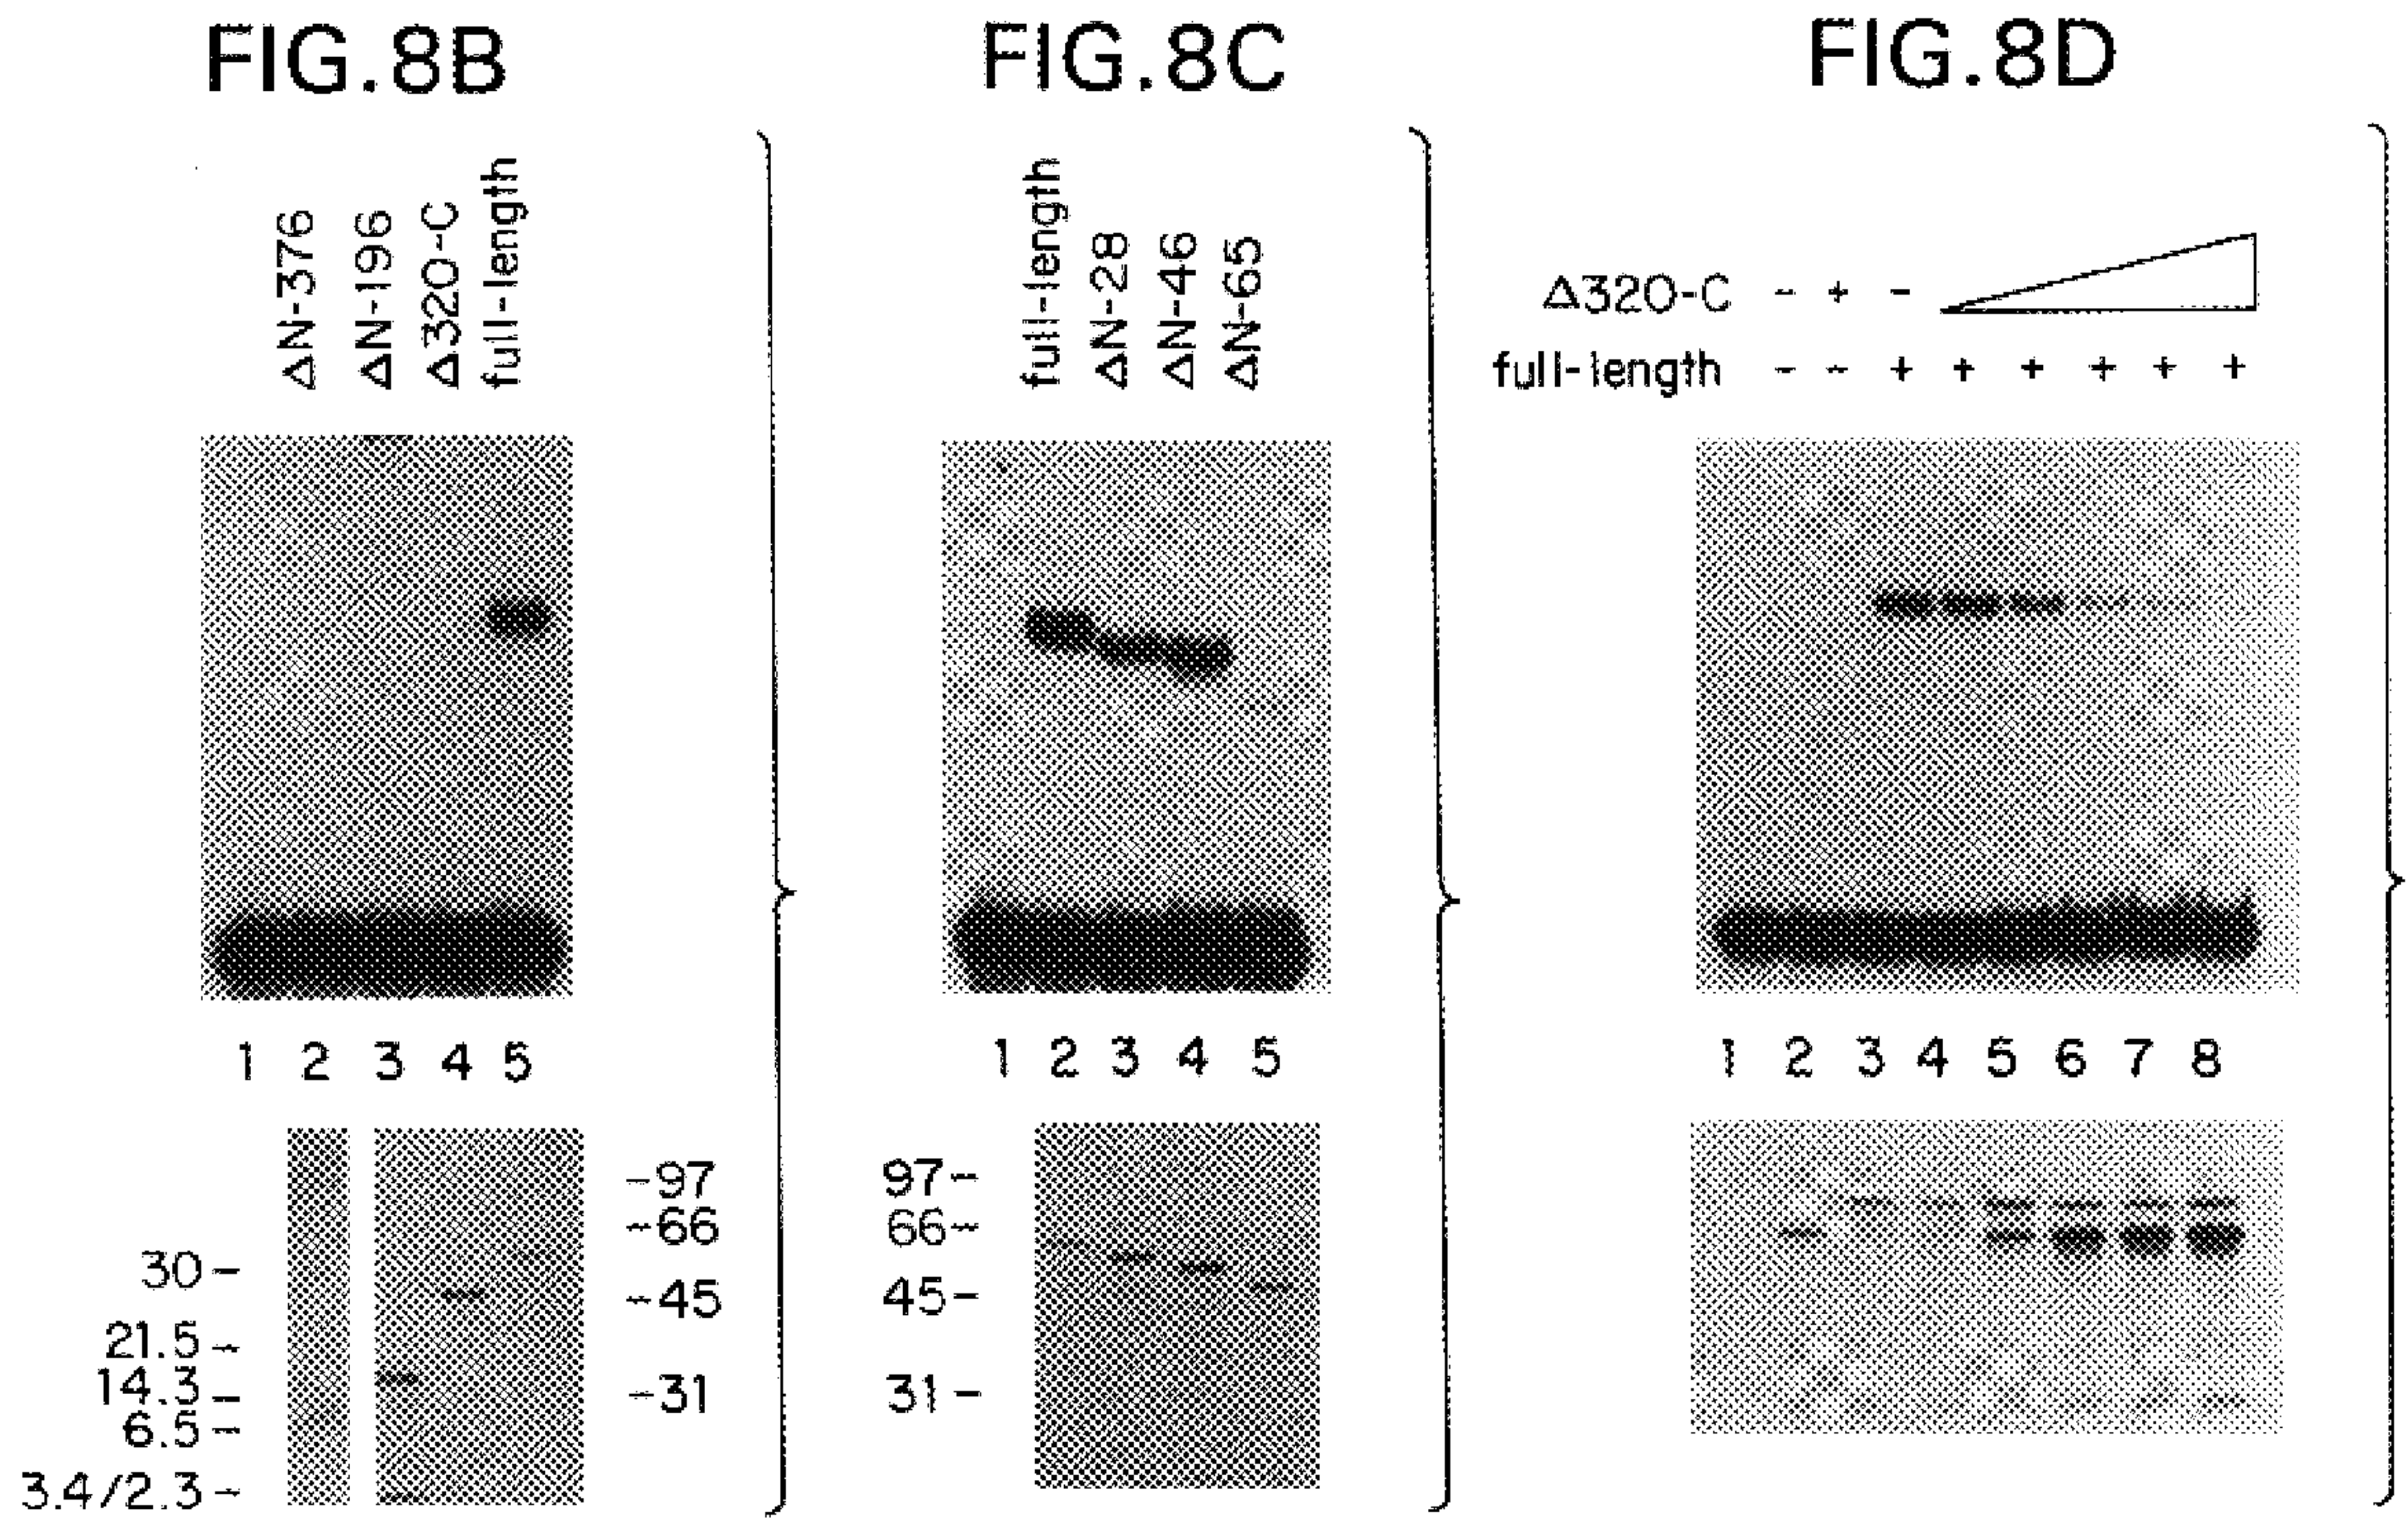 FIG.8B
ΔN-376
ΔN-196
Δ320-C
full-length
1 2 3 4 5
30 -
21.5 -
14.3 -
6.5 -
3.4/2.3 -
-97
-66
-45
-31
FIG.8C
full-length
ΔN-28
ΔN-46
ΔN-65
1 2 3 4 5
97 -
66 -
45 -
31 -
FIG.8D
Δ320-C - + -
full-length - - + + + + + +
1 2 3 4 5 6 7 8